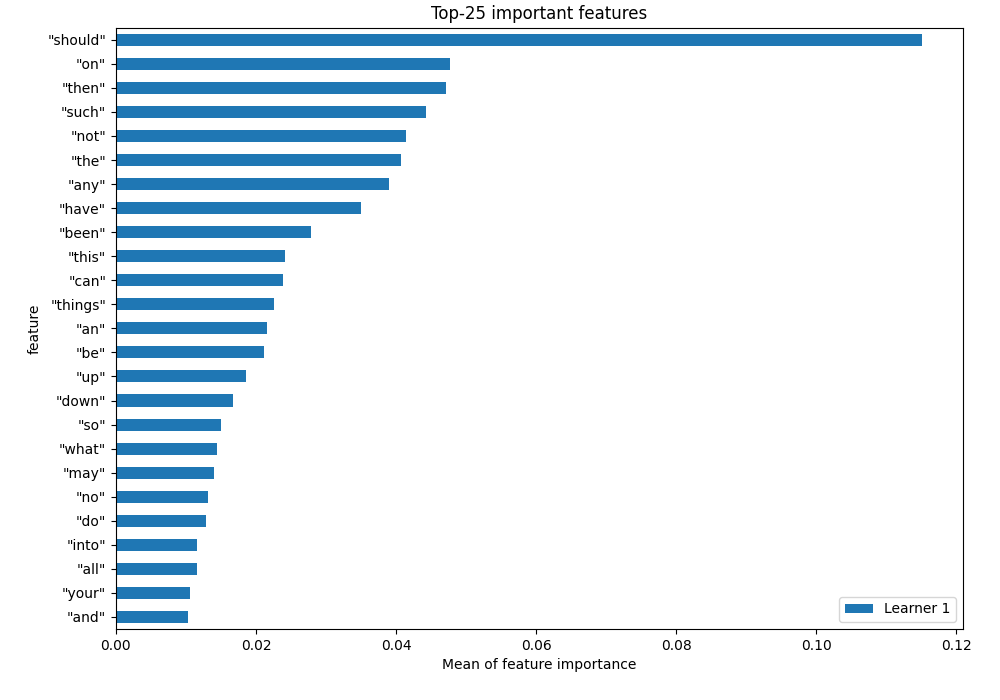 Top-25 important features
"should"
"on"
"then"
"such"
"not"
"the"
"any"
"have"
"been"
"this"
"can"
"things"
"an"
"be"
"up"
"down"
"so"
"what"
"may"
"no"
"do"
"into"
"all"
"your"
"and"
feature
Learner 1
0.00 0.02 0.04 0.06 0.08 0.10 0.12
Mean of feature importance